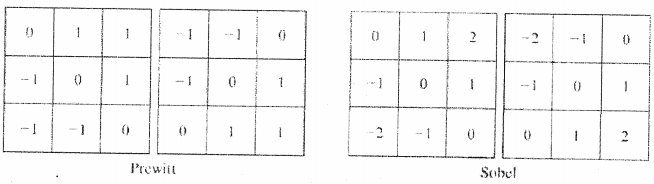 0 1 1 -1 -1 0 0 1 2 -2 -1 0
-1 0 1 -1 0 1 -1 0 1 -1 0 1
-1 -1 0 0 1 1 -2 -1 0 0 1 2
Prewitt Sobel